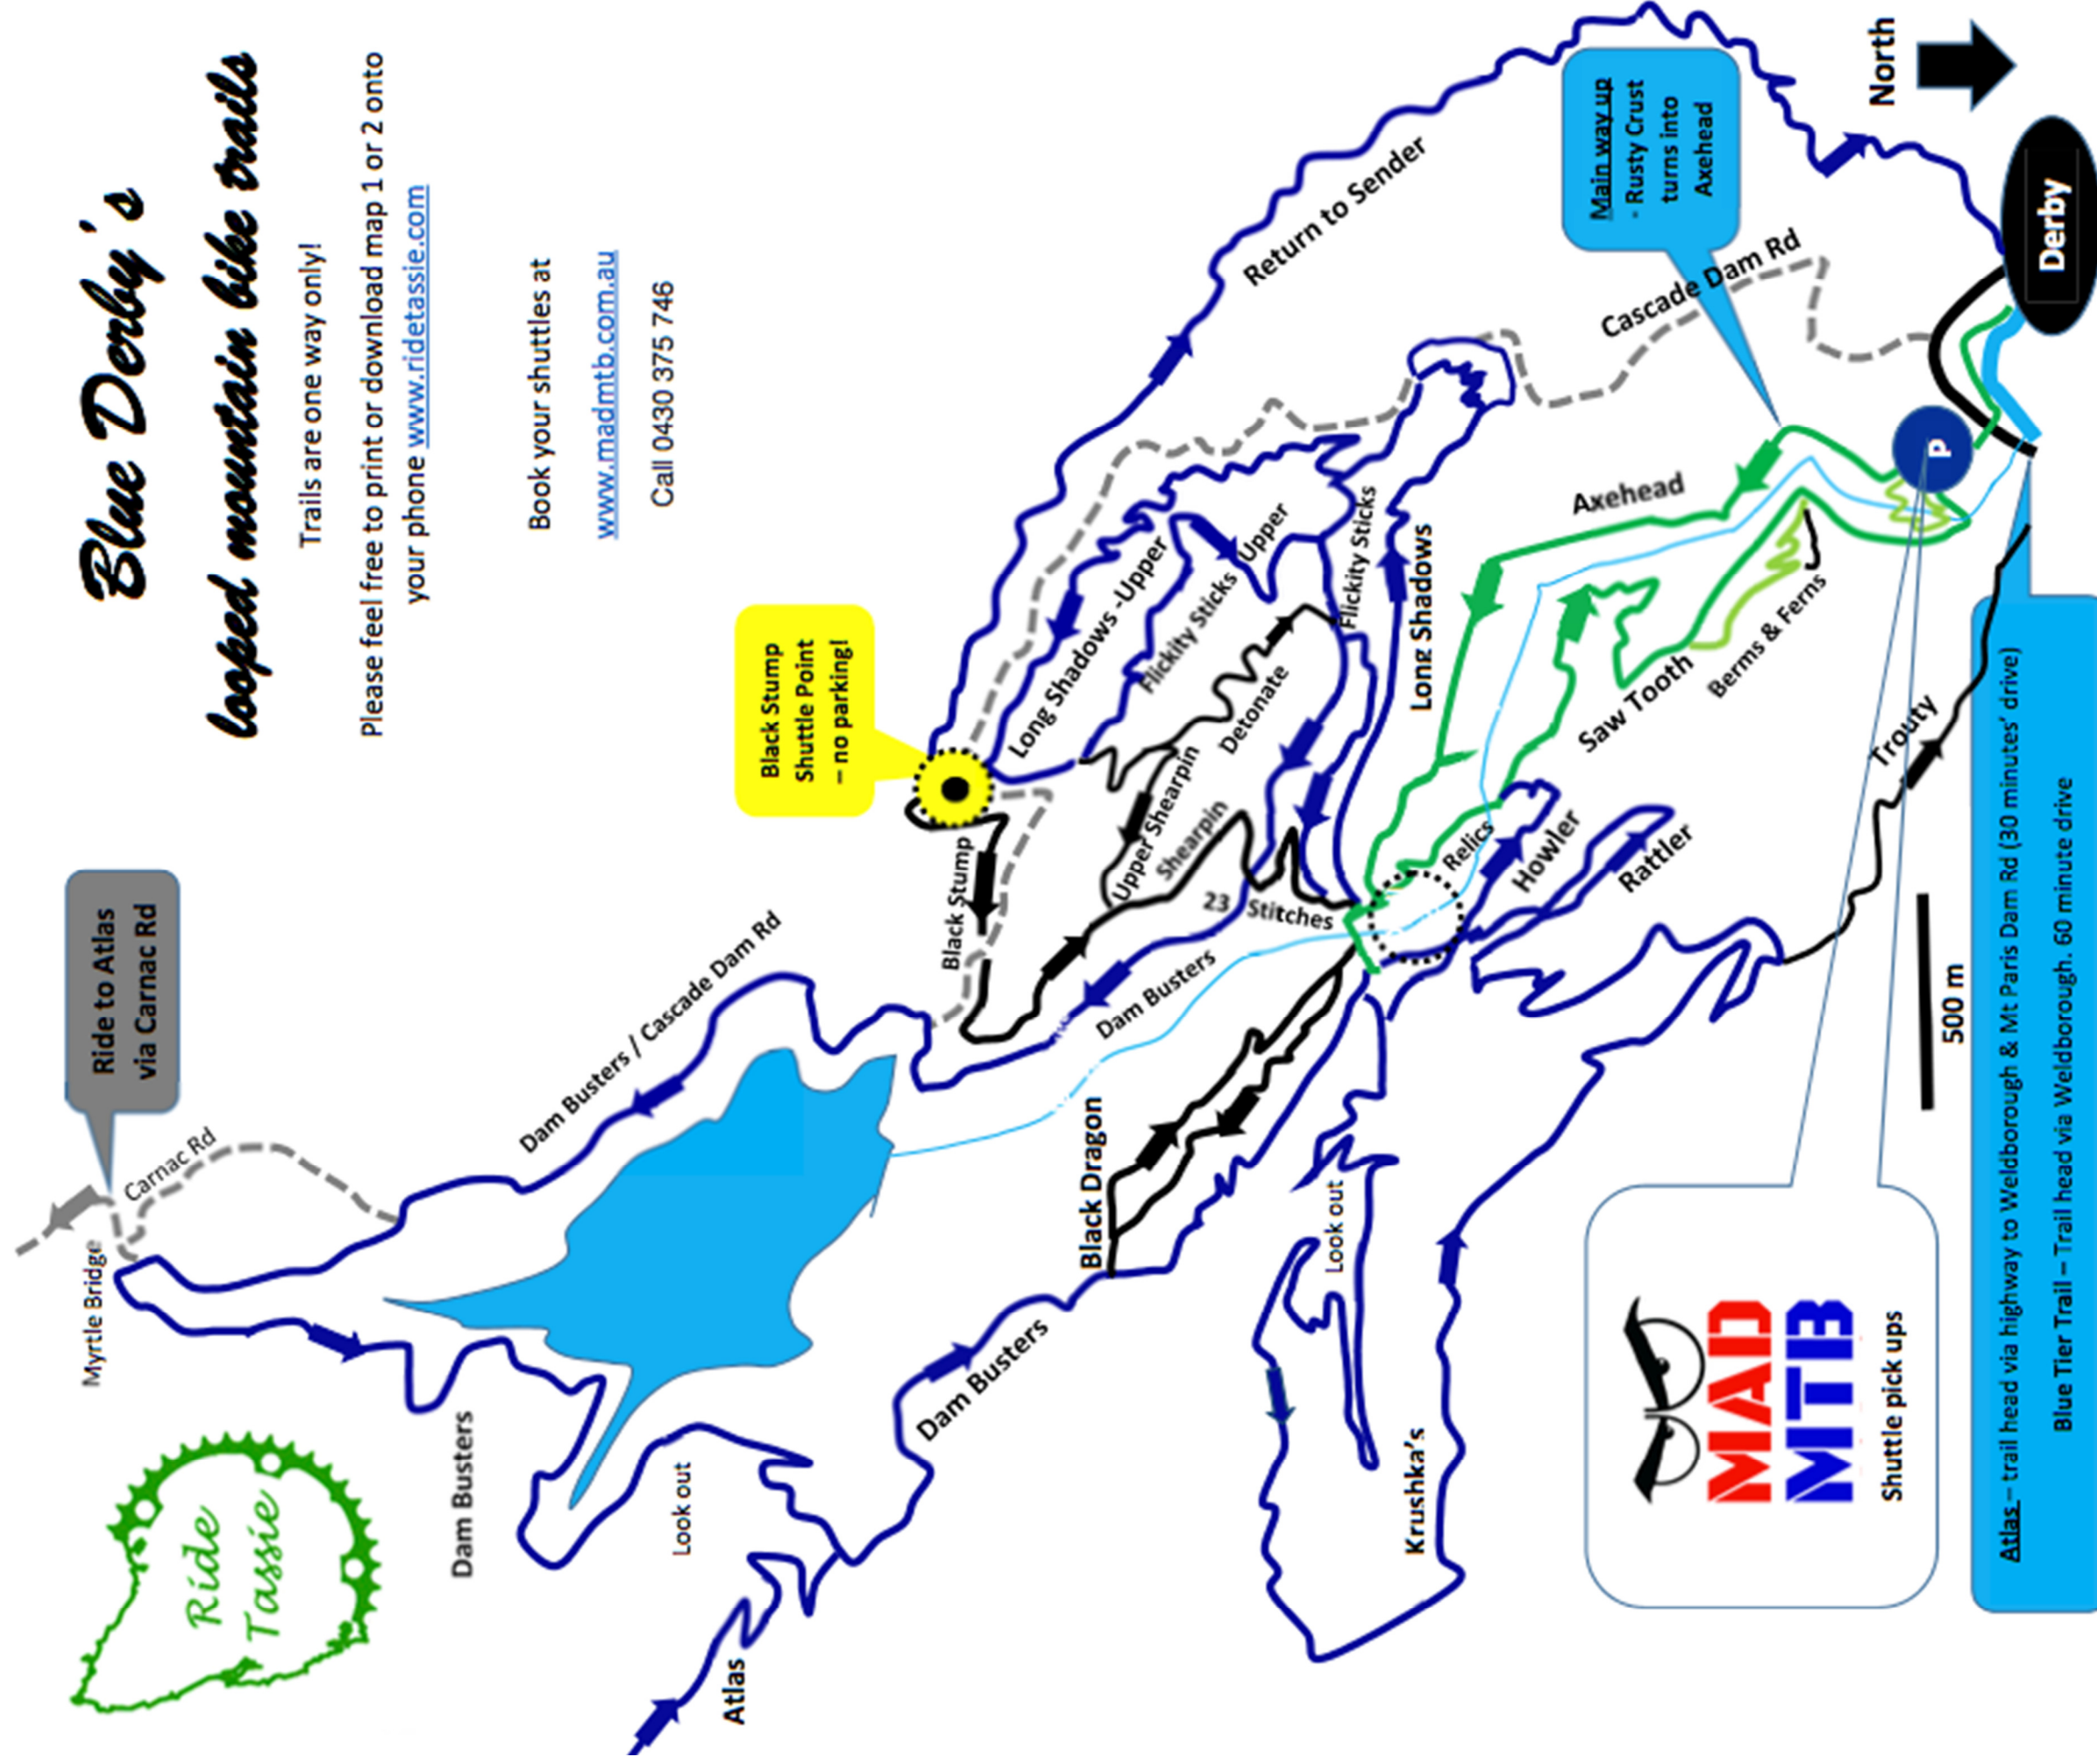 Blue Derby's
looped mountain bike trails
Trails are one way only!
Please feel free to print or download map 1 or 2 onto
your phone www.ridetassie.com
Book your shuttles at
www.madmtb.com.au
Call 0430 375 746
Ride to Atlas
via Carnac Rd
Carnac Rd
Myrtle Bridge
Ride
Tassie
Dam Busters / Cascade Dam Rd
Dam Busters
Look out
Atlas
Dam Busters
Black Stump
Shuttle Point
– no parking!
Black Stump
Long Shadows -Upper
Flickity Sticks Upper
Detonate
Upper Shearpin
Shearpin
23 Stitches
Dam Busters
Black Dragon
Return to Sender
Flickity Sticks
Long Shadows
Look out
Krushka's
Relics
Howler
Rattler
Axehead
Saw Tooth
Berms & Ferns
Trouty
Cascade Dam Rd
Main way up
- Rusty Crust
turns into
Axehead
North
Derby
P
500 m
MAD
MTB
Shuttle pick ups
Atlas – trail head via highway to Weldborough & Mt Paris Dam Rd (30 minutes' drive)
Blue Tier Trail – Trail head via Weldborough. 60 minute drive